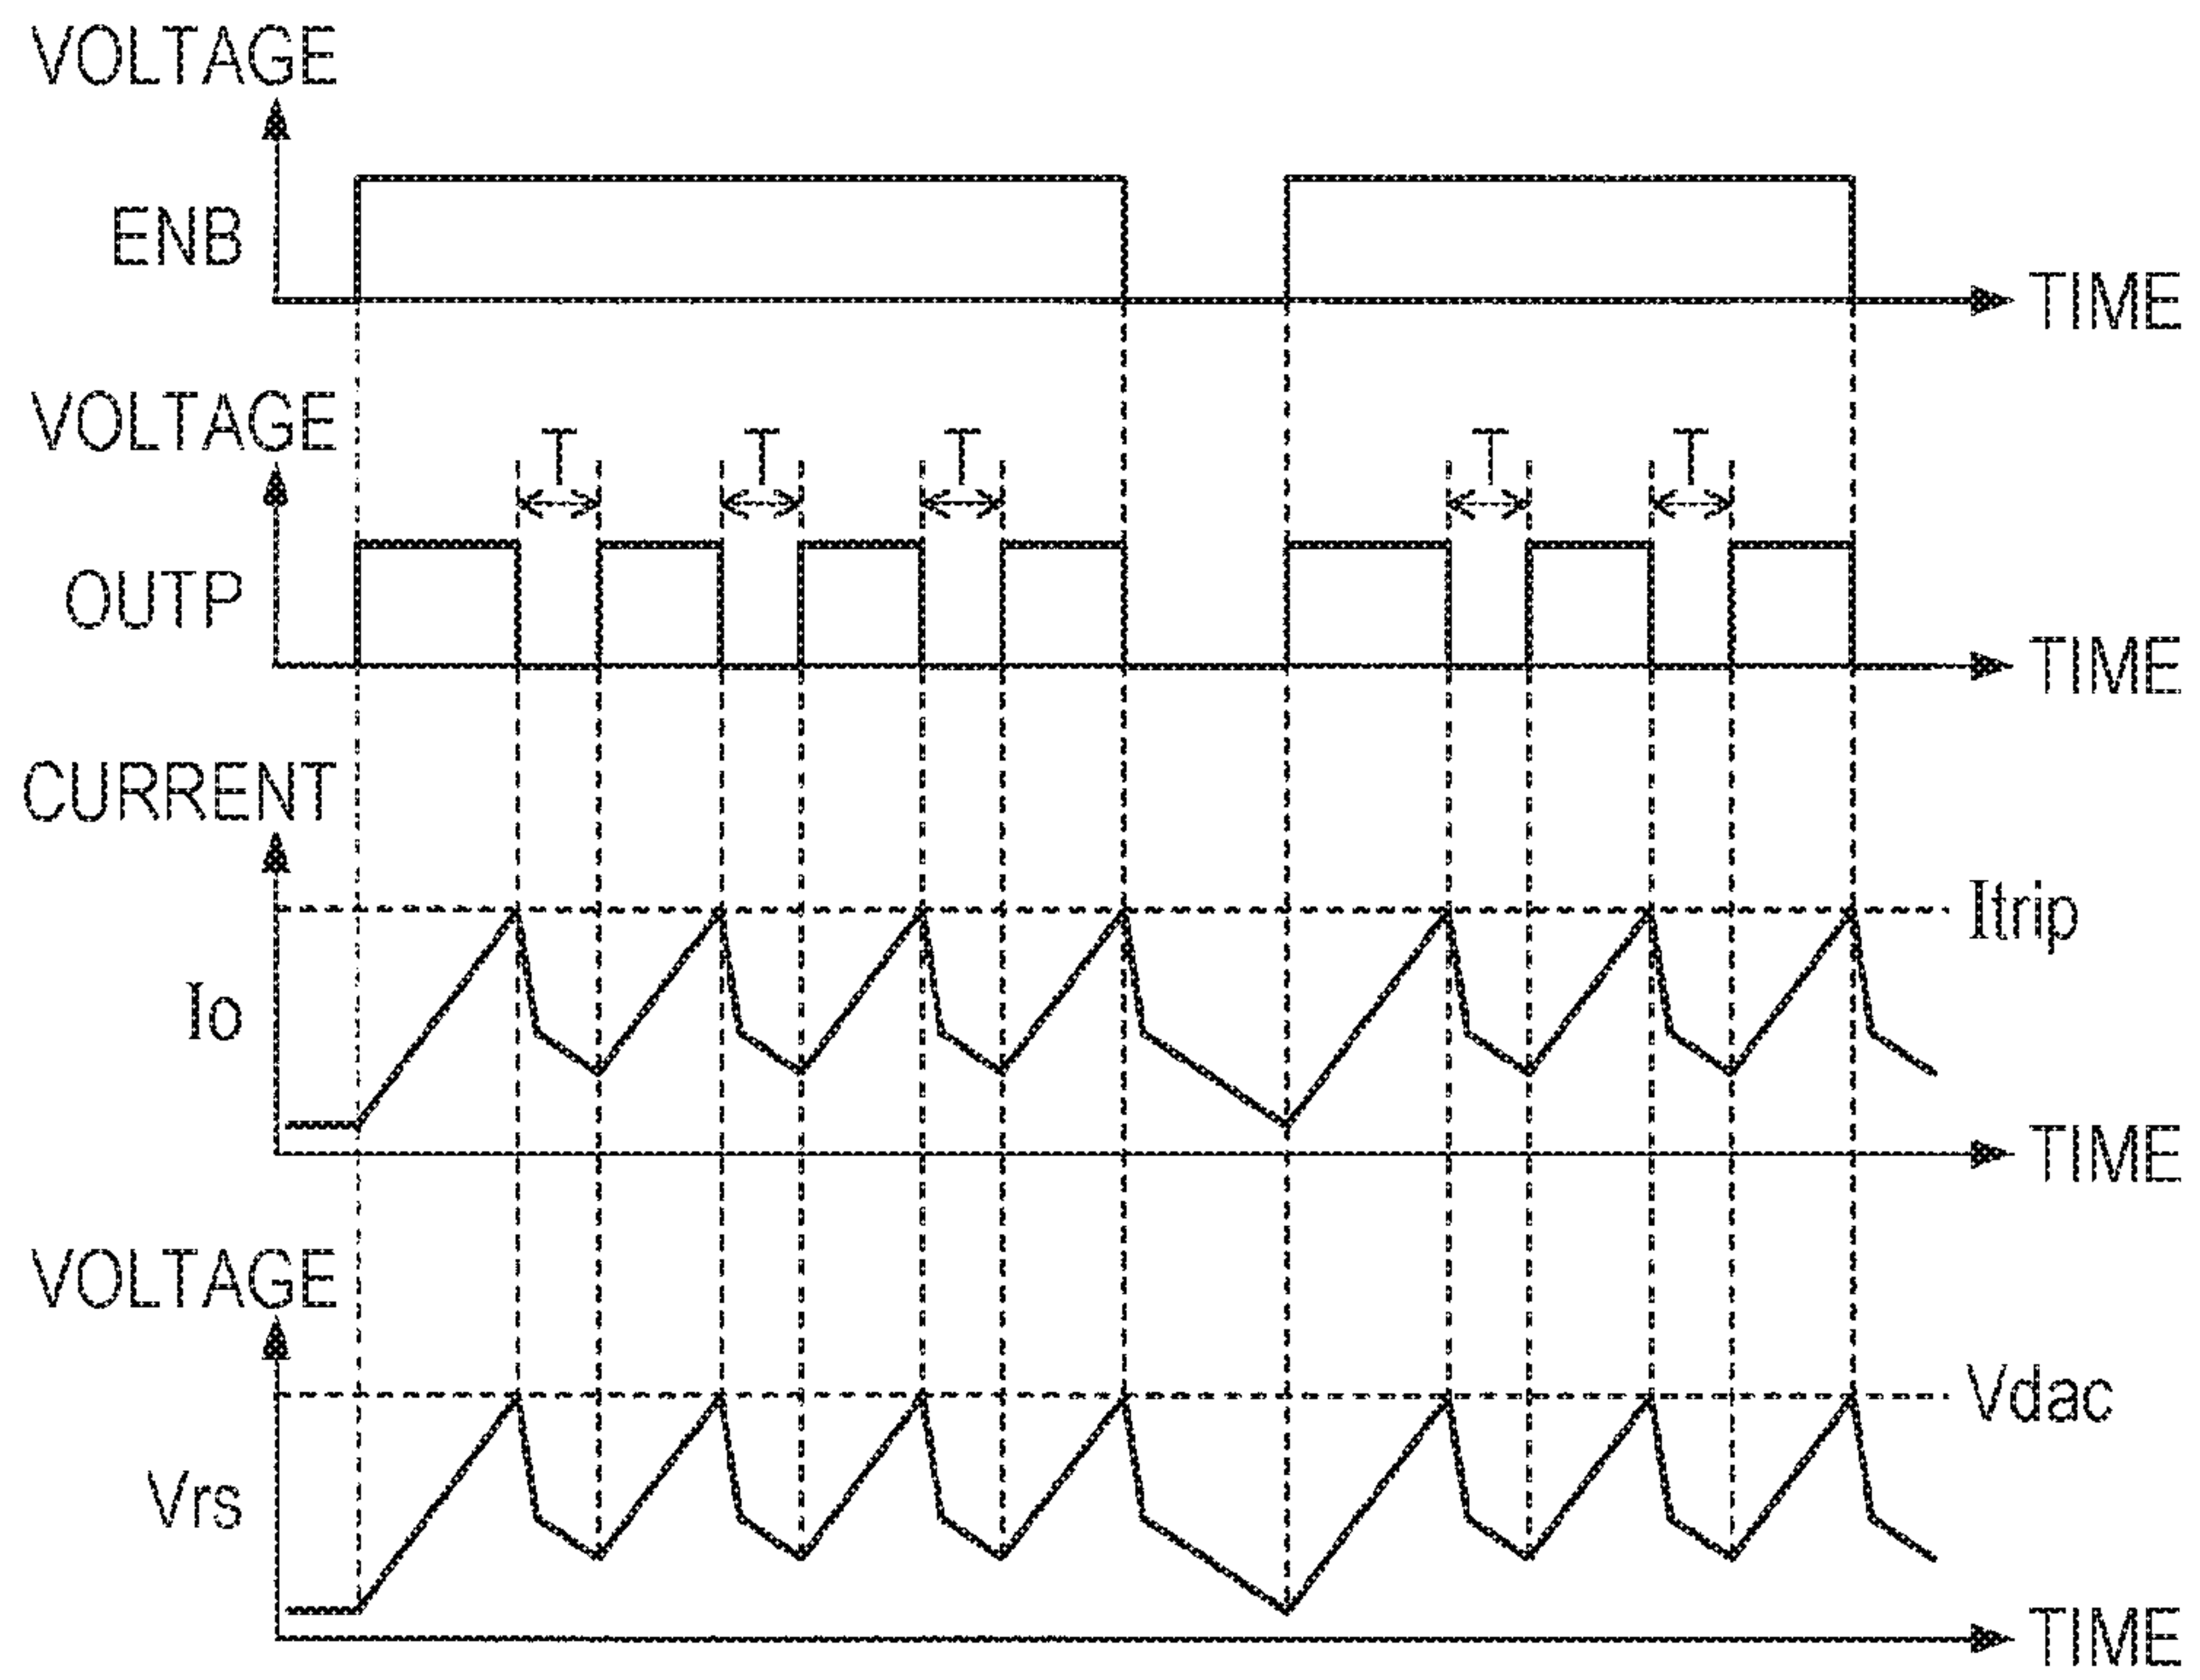 VOLTAGE
ENB
TIME
VOLTAGE
T T T T T
OUTP
TIME
CURRENT
Itrip
Io
TIME
VOLTAGE
Vdac
Vrs
TIME